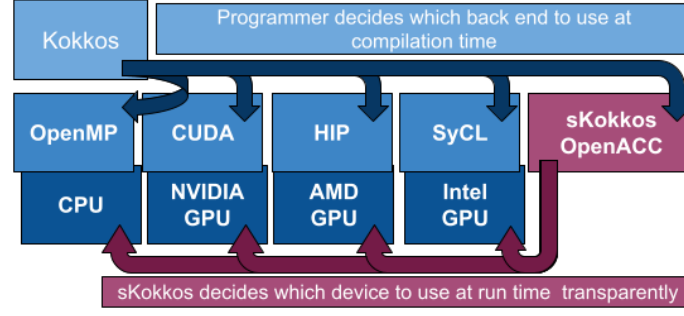 Kokkos
Programmer decides which back end to use at
compilation time
OpenMP
CUDA
HIP
SyCL
sKokkos
OpenACC
CPU
NVIDIA
GPU
AMD
GPU
Intel
GPU
sKokkos decides which device to use at run time transparently